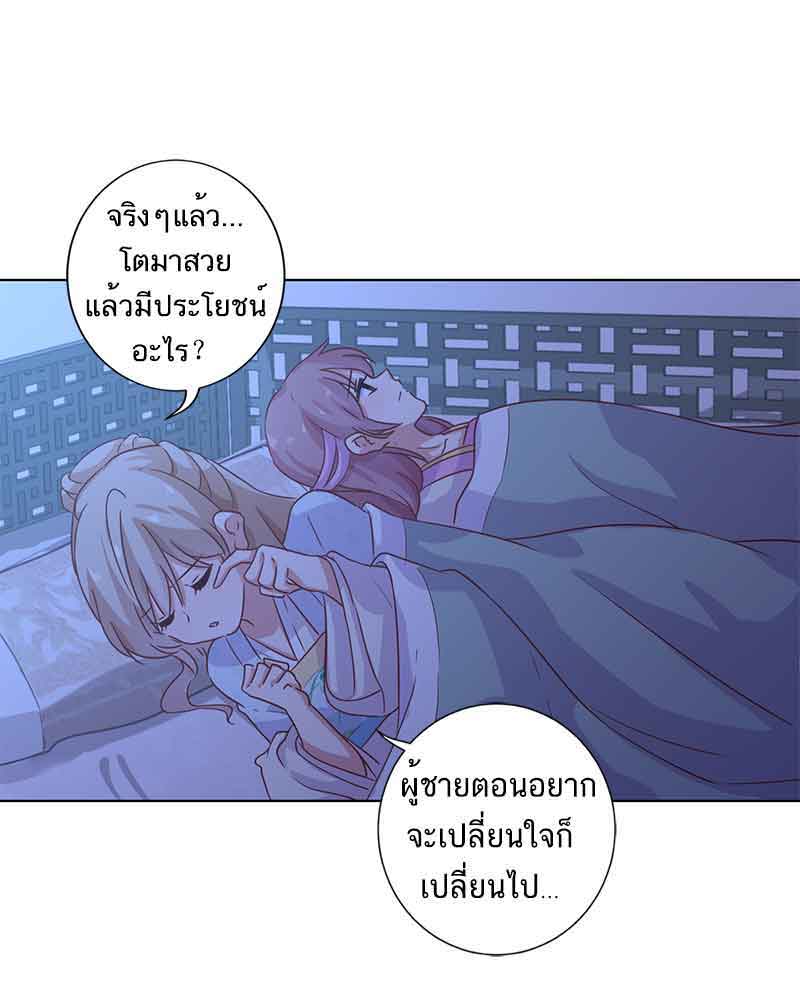 จริงๆแล้ว...
โตมาสวย
แล้วมีประโยชน์
อะไร?
ผู้ชายตอนอยาก
จะเปลี่ยนใจก็
เปลี่ยนไป...